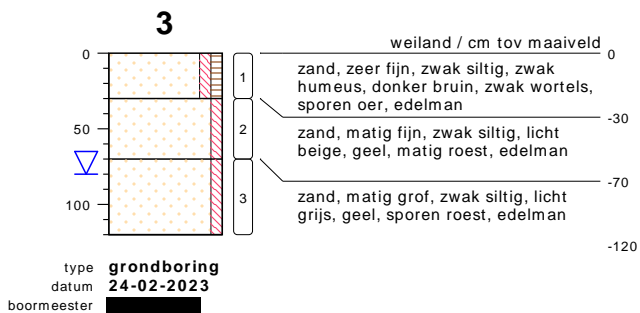 3
weiland / cm tov maaiveld
0
0
1
zand, zeer fijn, zwak siltig, zwak
humeus, donker bruin, zwak wortels,
sporen oer, edelman
-30
50
2
zand, matig fijn, zwak siltig, licht
beige, geel, matig roest, edelman
-70
100
3
zand, matig grof, zwak siltig, licht
grijs, geel, sporen roest, edelman
-120
type grondboring
datum 24-02-2023
boormeester